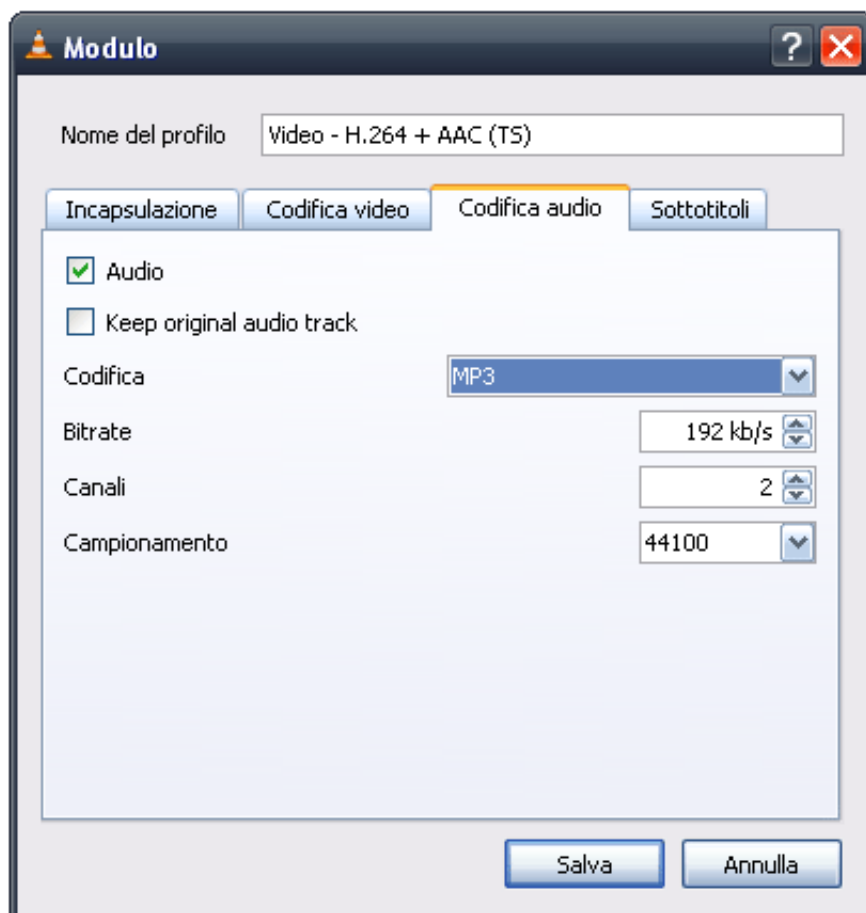 Modulo
Nome del profilo Video - H.264 + AAC (TS)
Incapsulazione Codifica video Codifica audio Sottotitoli
Audio
Keep original audio track
Codifica MP3
Bitrate 192 kb/s
Canali 2
Campionamento 44100
Salva Annulla